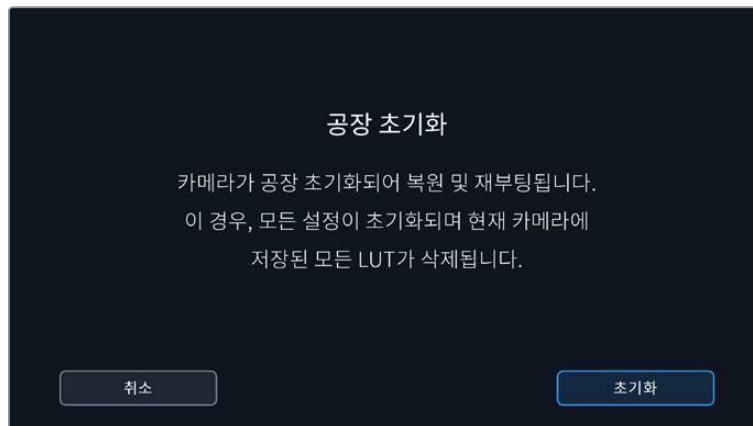 공장 초기화
카메라가 공장 초기화되어 복원 및 재부팅됩니다.
이 경우, 모든 설정이 초기화되며 현재 카메라에
저장된 모든 LUT가 삭제됩니다.
취소
초기화